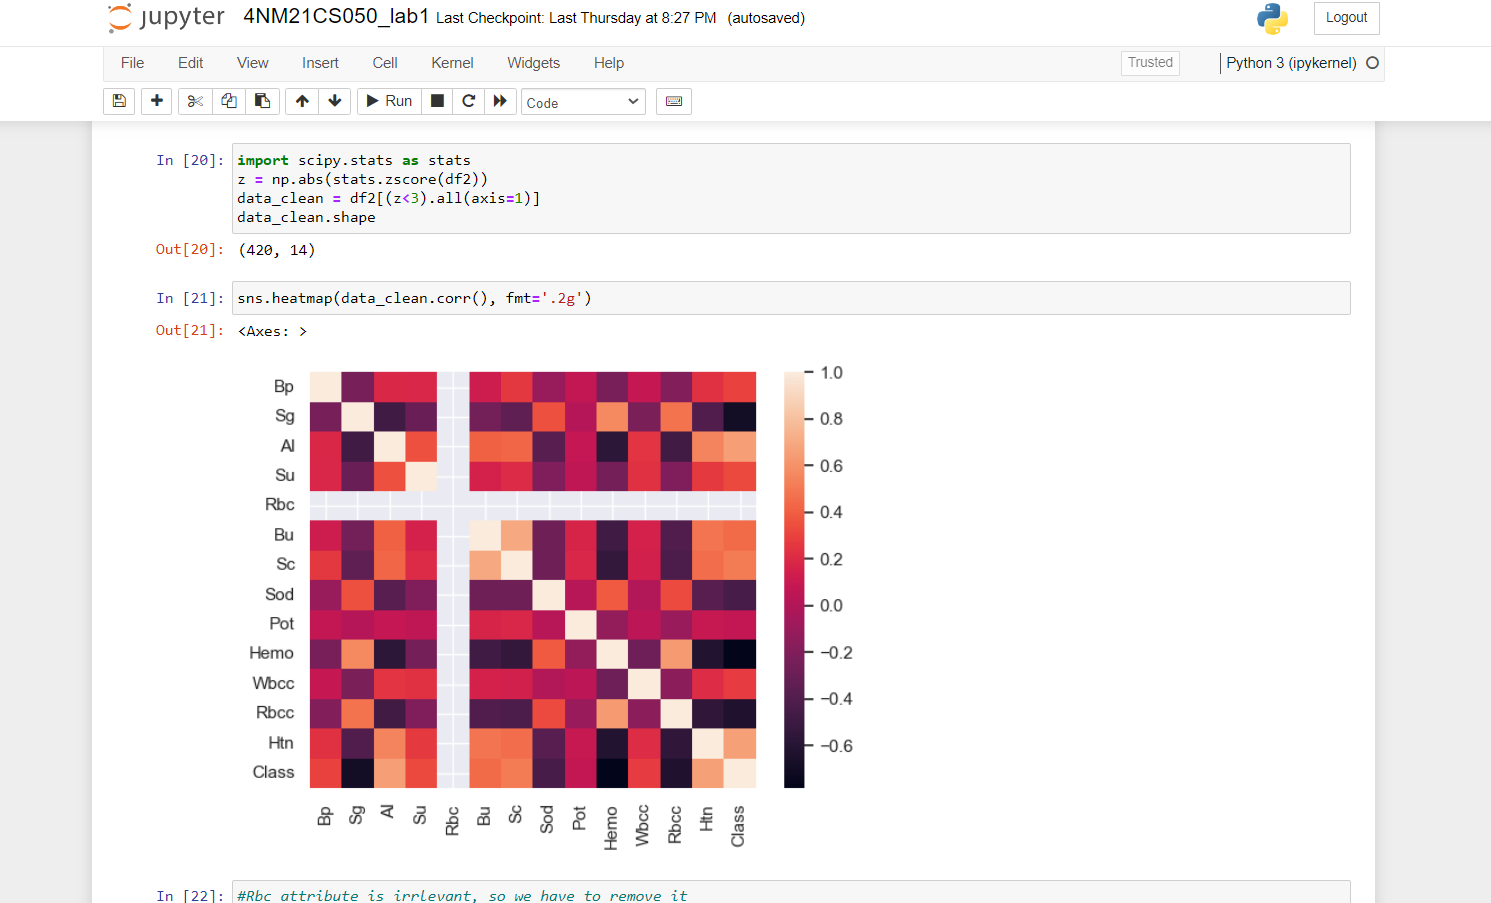 jupyter 4NM21CS050_lab1 Last Checkpoint: Last Thursday at 8:27 PM (autosaved)
Logout
File Edit View Insert Cell Kernel Widgets Help
Trusted
Python 3 (ipykernel)
Run
Code
In [20]:
import scipy.stats as stats
z = np.abs(stats.zscore(df2))
data_clean = df2[(z<3).all(axis=1)]
data_clean.shape
Out[20]: (420, 14)
In [21]: sns.heatmap(data_clean.corr(), fmt='.2g')
Out[21]: <Axes: >
Bp
Sg
Al
Su
Rbc
Bu
Sc
Sod
Pot
Hemo
Wbcc
Rbcc
Htn
Class
Bp
Sg
Al
Su
Rbc
Bu
Sc
Sod
Pot
Hemo
Wbcc
Rbcc
Htn
Class
1.0
0.8
0.6
0.4
0.2
0.0
−0.2
−0.4
−0.6
In [22]: #Rbc attribute is irrlevant, so we have to remove it